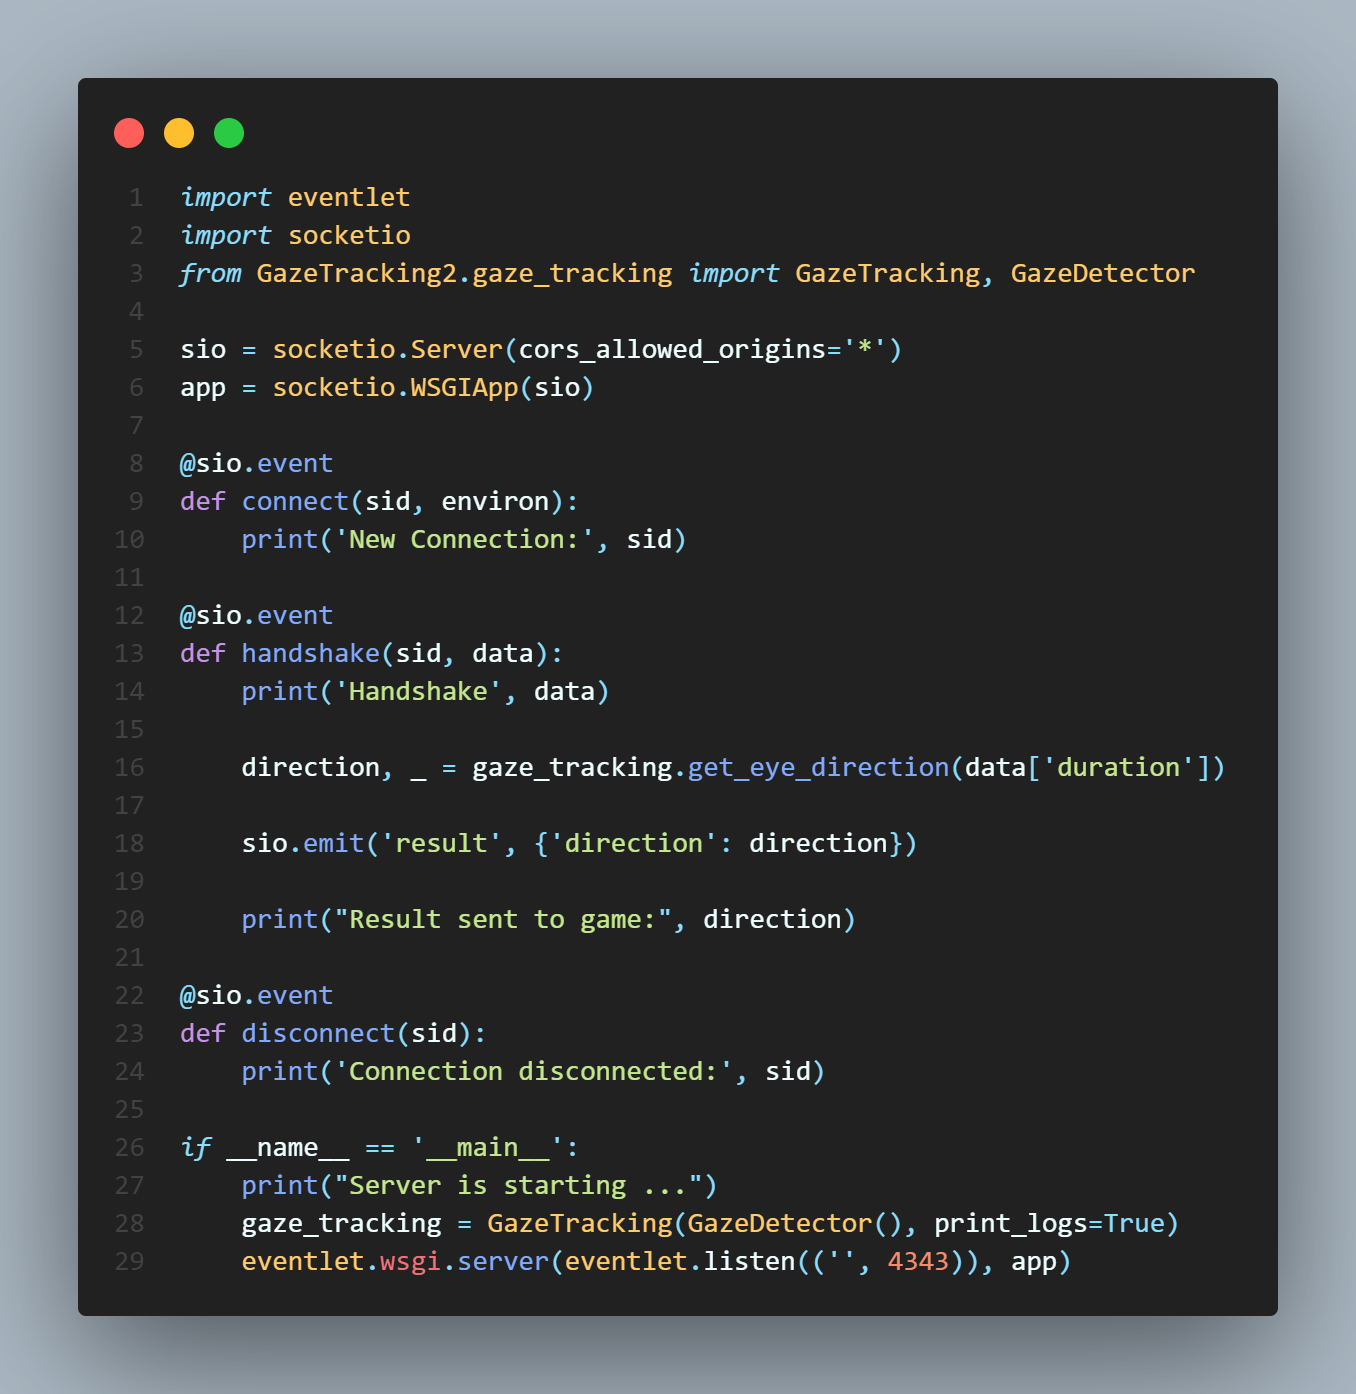 1 import eventlet
2 import socketio
3 from GazeTracking2.gaze_tracking import GazeTracking, GazeDetector
4
5 sio = socketio.Server(cors_allowed_origins='*')
6 app = socketio.WSGIApp(sio)
7
8 @sio.event
9 def connect(sid, environ):
10     print('New Connection:', sid)
11
12 @sio.event
13 def handshake(sid, data):
14     print('Handshake', data)
15
16     direction, _ = gaze_tracking.get_eye_direction(data['duration'])
17
18     sio.emit('result', {'direction': direction})
19
20     print("Result sent to game:", direction)
21
22 @sio.event
23 def disconnect(sid):
24     print('Connection disconnected:', sid)
25
26 if __name__ == '__main__':
27     print("Server is starting ...")
28     gaze_tracking = GazeTracking(GazeDetector(), print_logs=True)
29     eventlet.wsgi.server(eventlet.listen(('', 4343)), app)